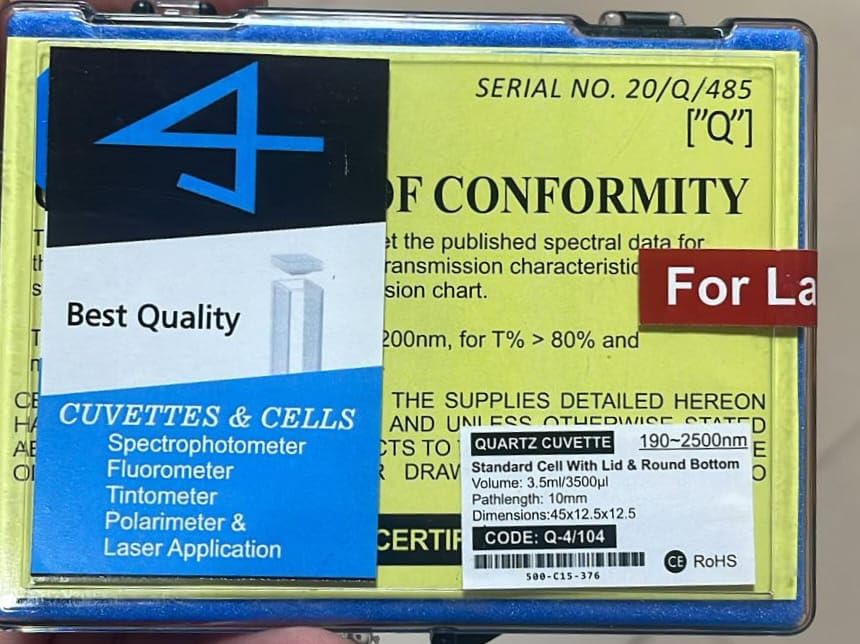 SERIAL NO. 20/Q/485
["Q"]
OF CONFORMITY
et the published spectral data for
ransmission characteristic
sion chart.
200nm, for T% > 80% and
For La
Best Quality
CUVETTES & CELLS
Spectrophotometer
Fluorometer
Tintometer
Polarimeter &
Laser Application
THE SUPPLIES DETAILED HEREON
AND UNLESS OTHERWISE STATED
CTS TO
DRAW
CERTIF
QUARTZ CUVETTE 190~2500nm
Standard Cell With Lid & Round Bottom
Volume: 3.5ml/3500µl
Pathlength: 10mm
Dimensions:45x12.5x12.5
CODE: Q-4/104
500-C15-376
CE RoHS